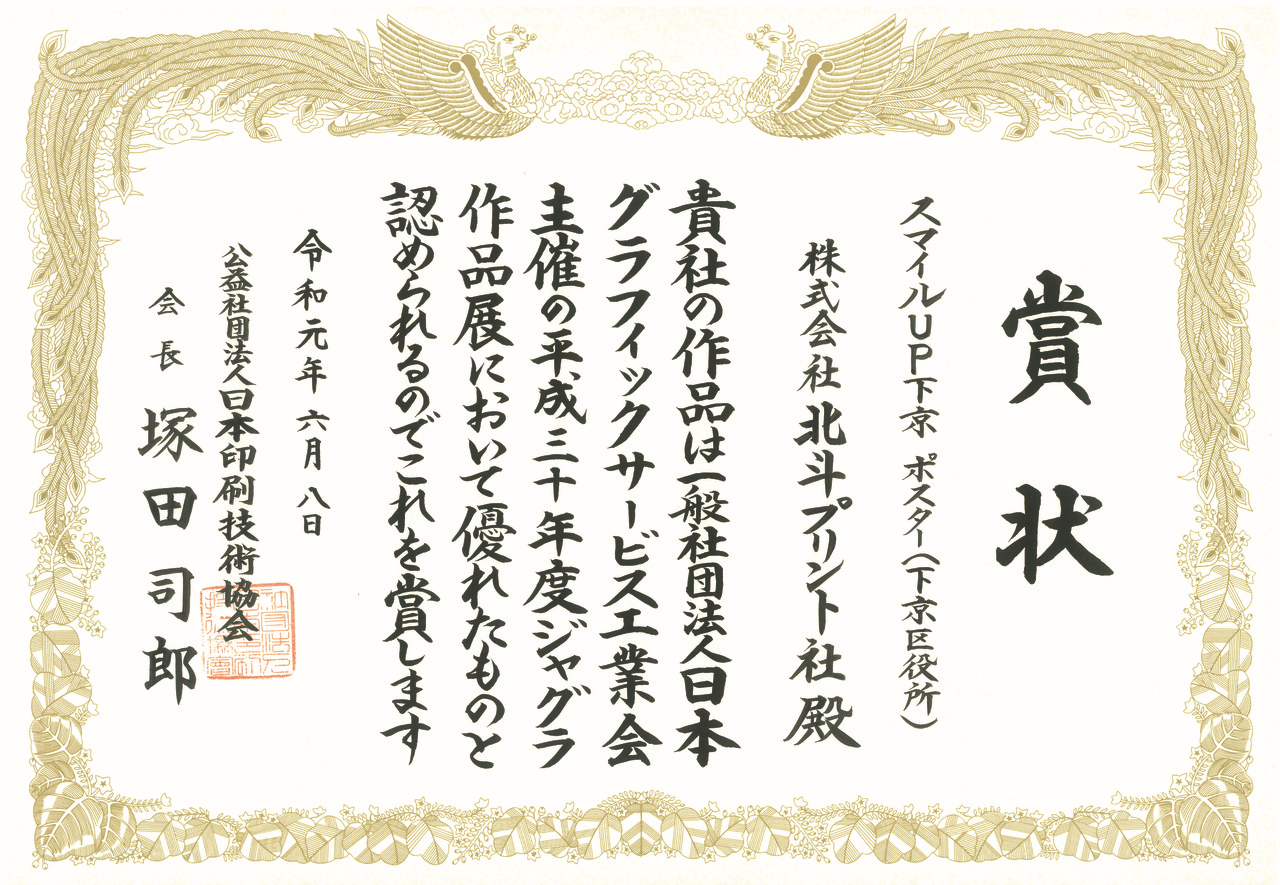 賞状
スマイルUP下京 ポスター(下京区役所)
株式会社 北斗プリント社 殿
貴社の作品は一般社団法人日本
グラフィックサービス工業会
主催の平成三十年度ジャグラ
作品展において優れたものと
認められるのでこれを賞します
令和元年六月八日
公益社団法人日本印刷技術協会
会長 塚田司郎